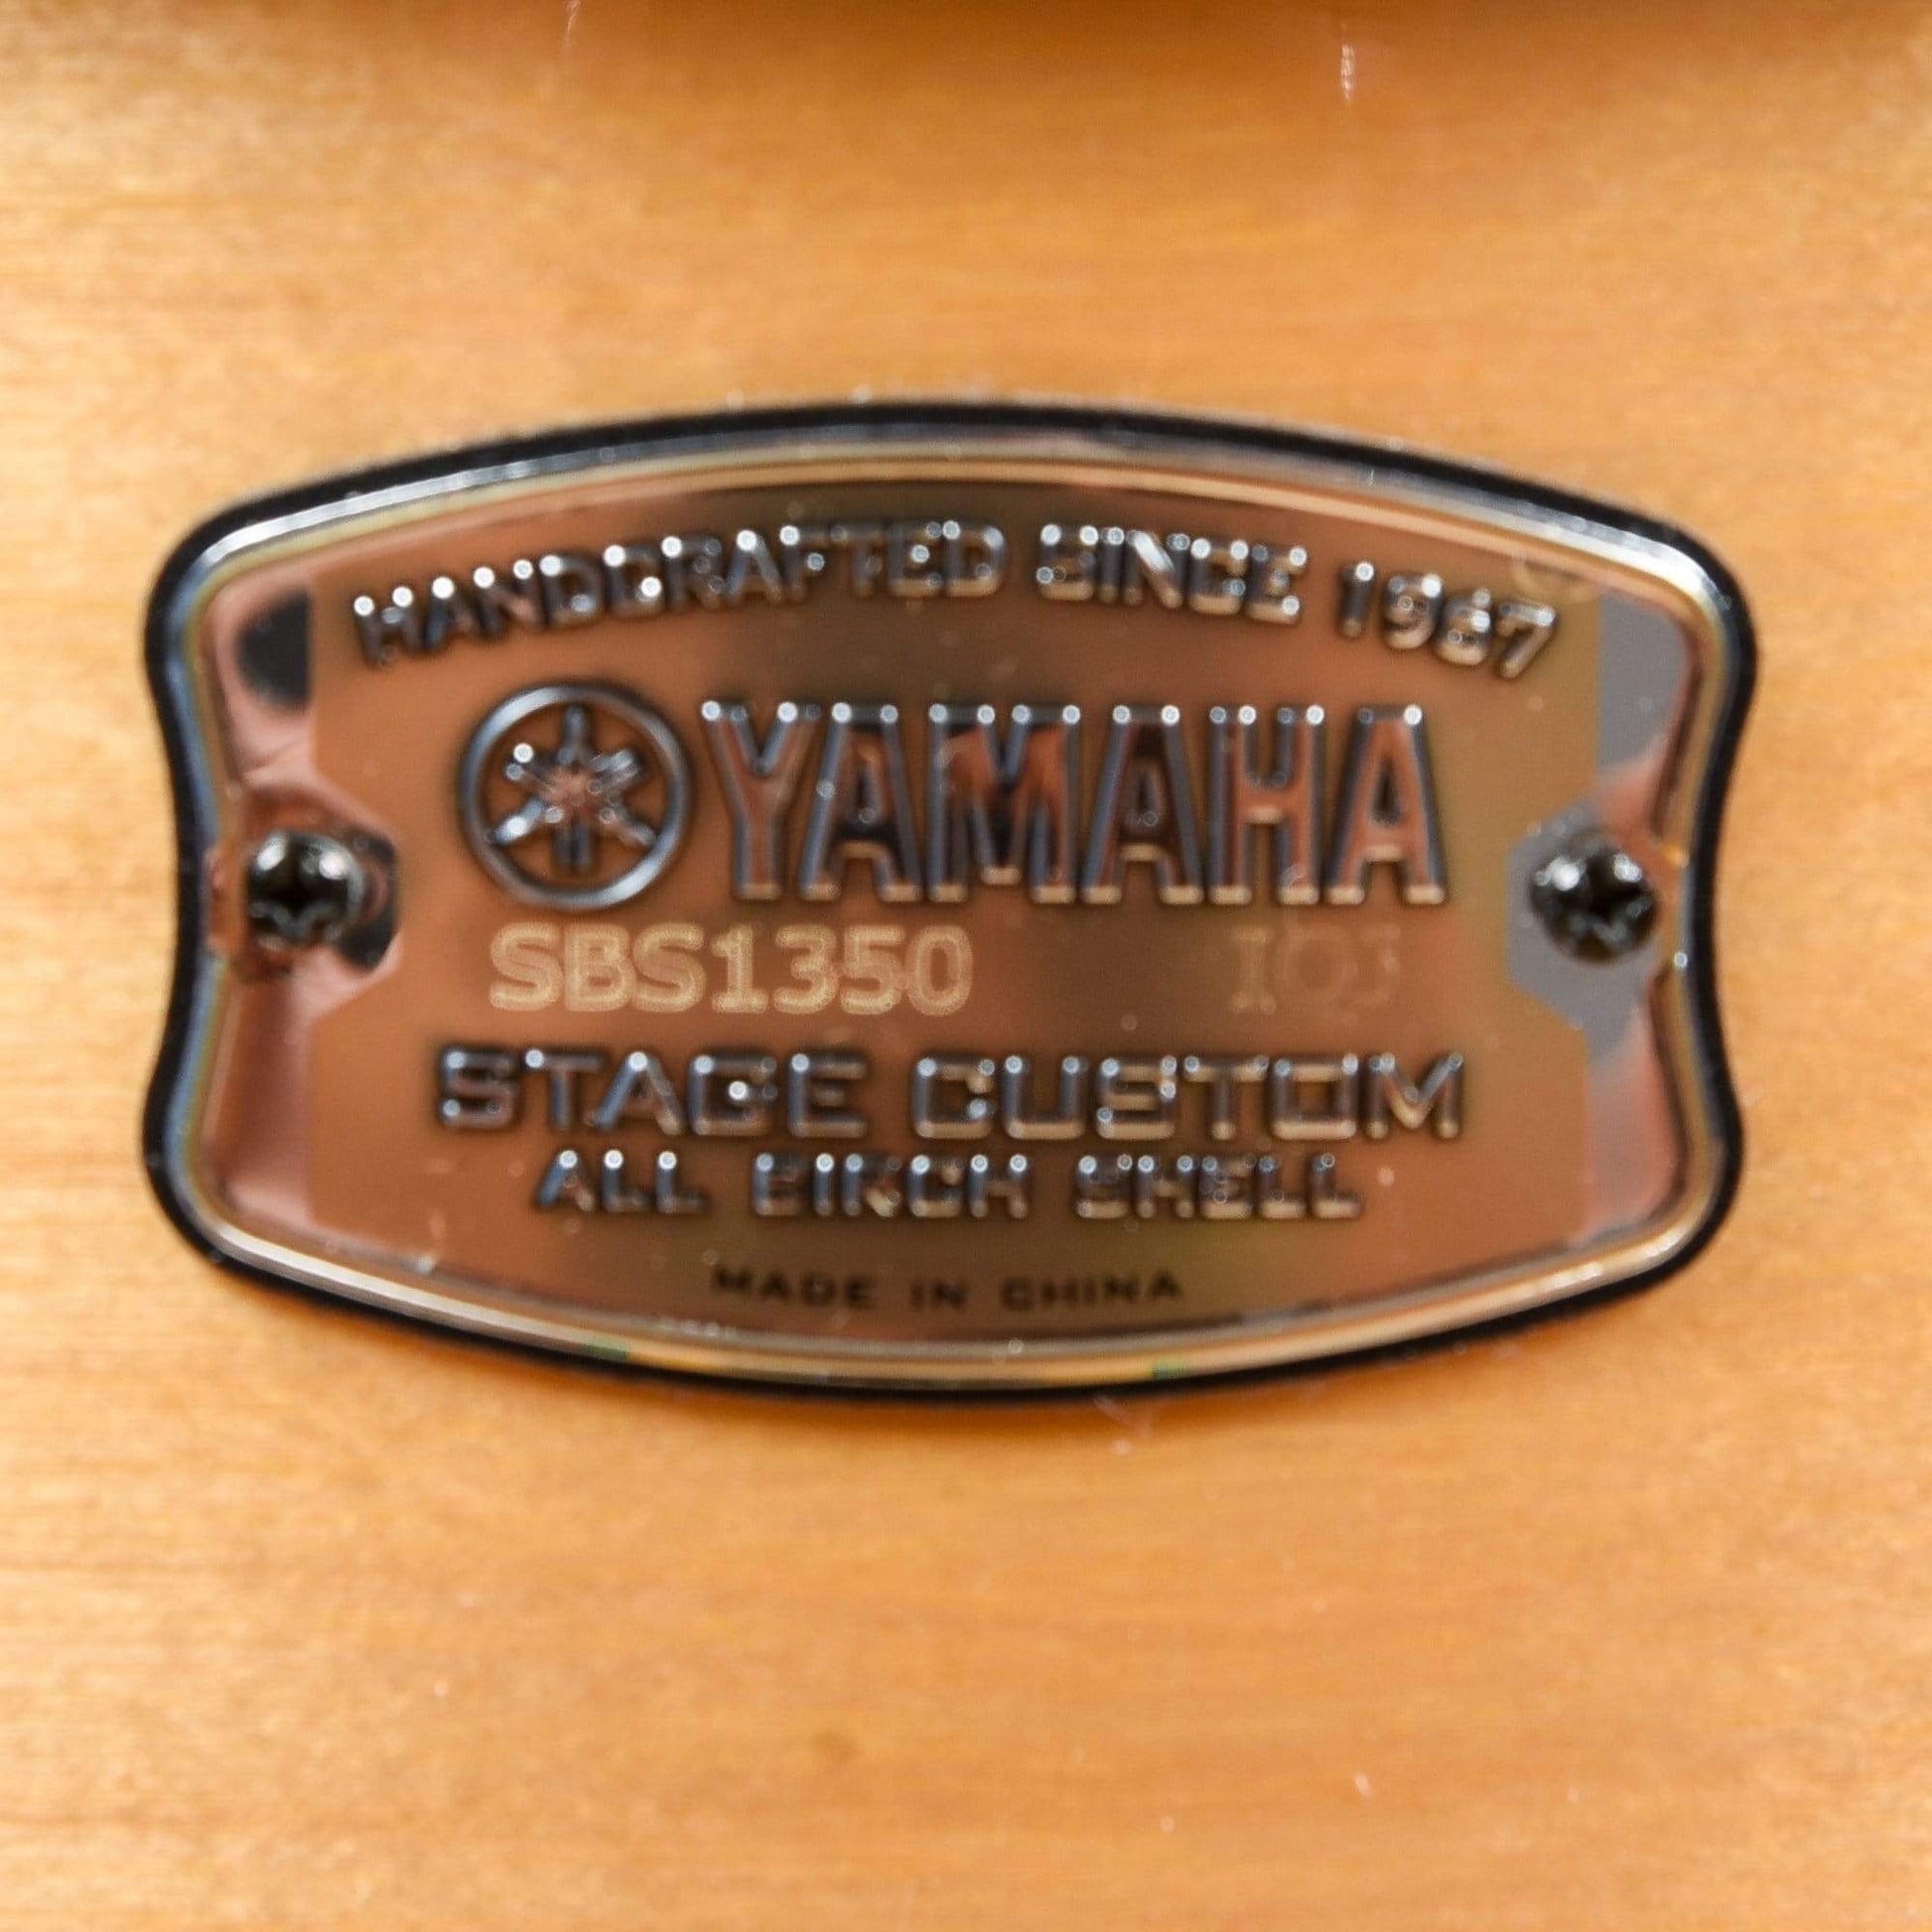 HANDCRAFTED SINCE 1967
YAMAHA
SBS1350
STAGE CUSTOM
ALL BIRCH SHELL
MADE IN CHINA